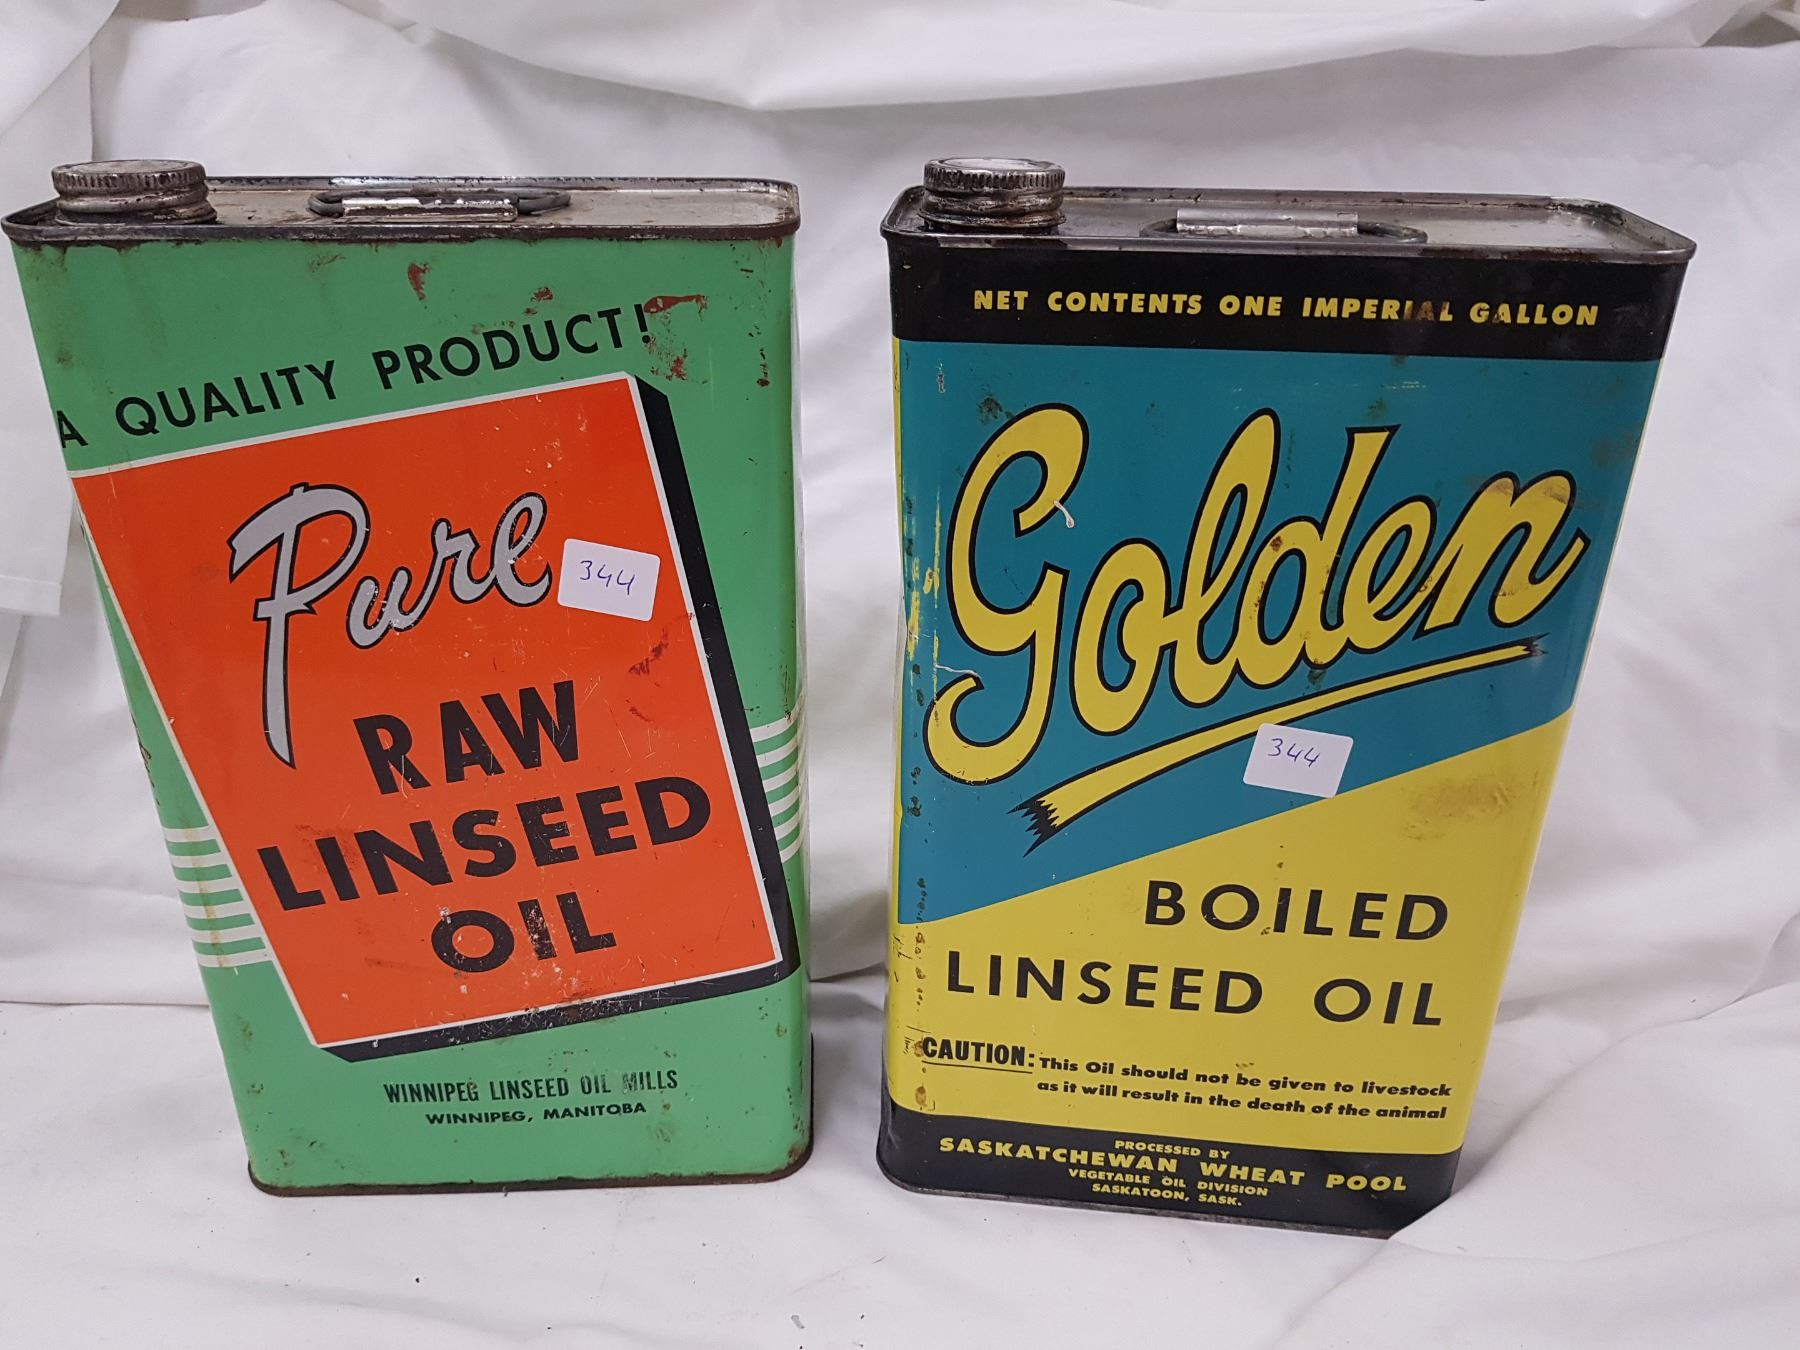 A QUALITY PRODUCT!
Pure
344
RAW
LINSEED
OIL
WINNIPEG LINSEED OIL MILLS
WINNIPEG, MANITOBA
NET CONTENTS ONE IMPERIAL GALLON
Golden
344
BOILED
LINSEED OIL
CAUTION: This Oil should not be given to livestock
as it will result in the death of the animal
PROCESSED BY
SASKATCHEWAN WHEAT POOL
VEGETABLE OIL DIVISION
SASKATOON, SASK.